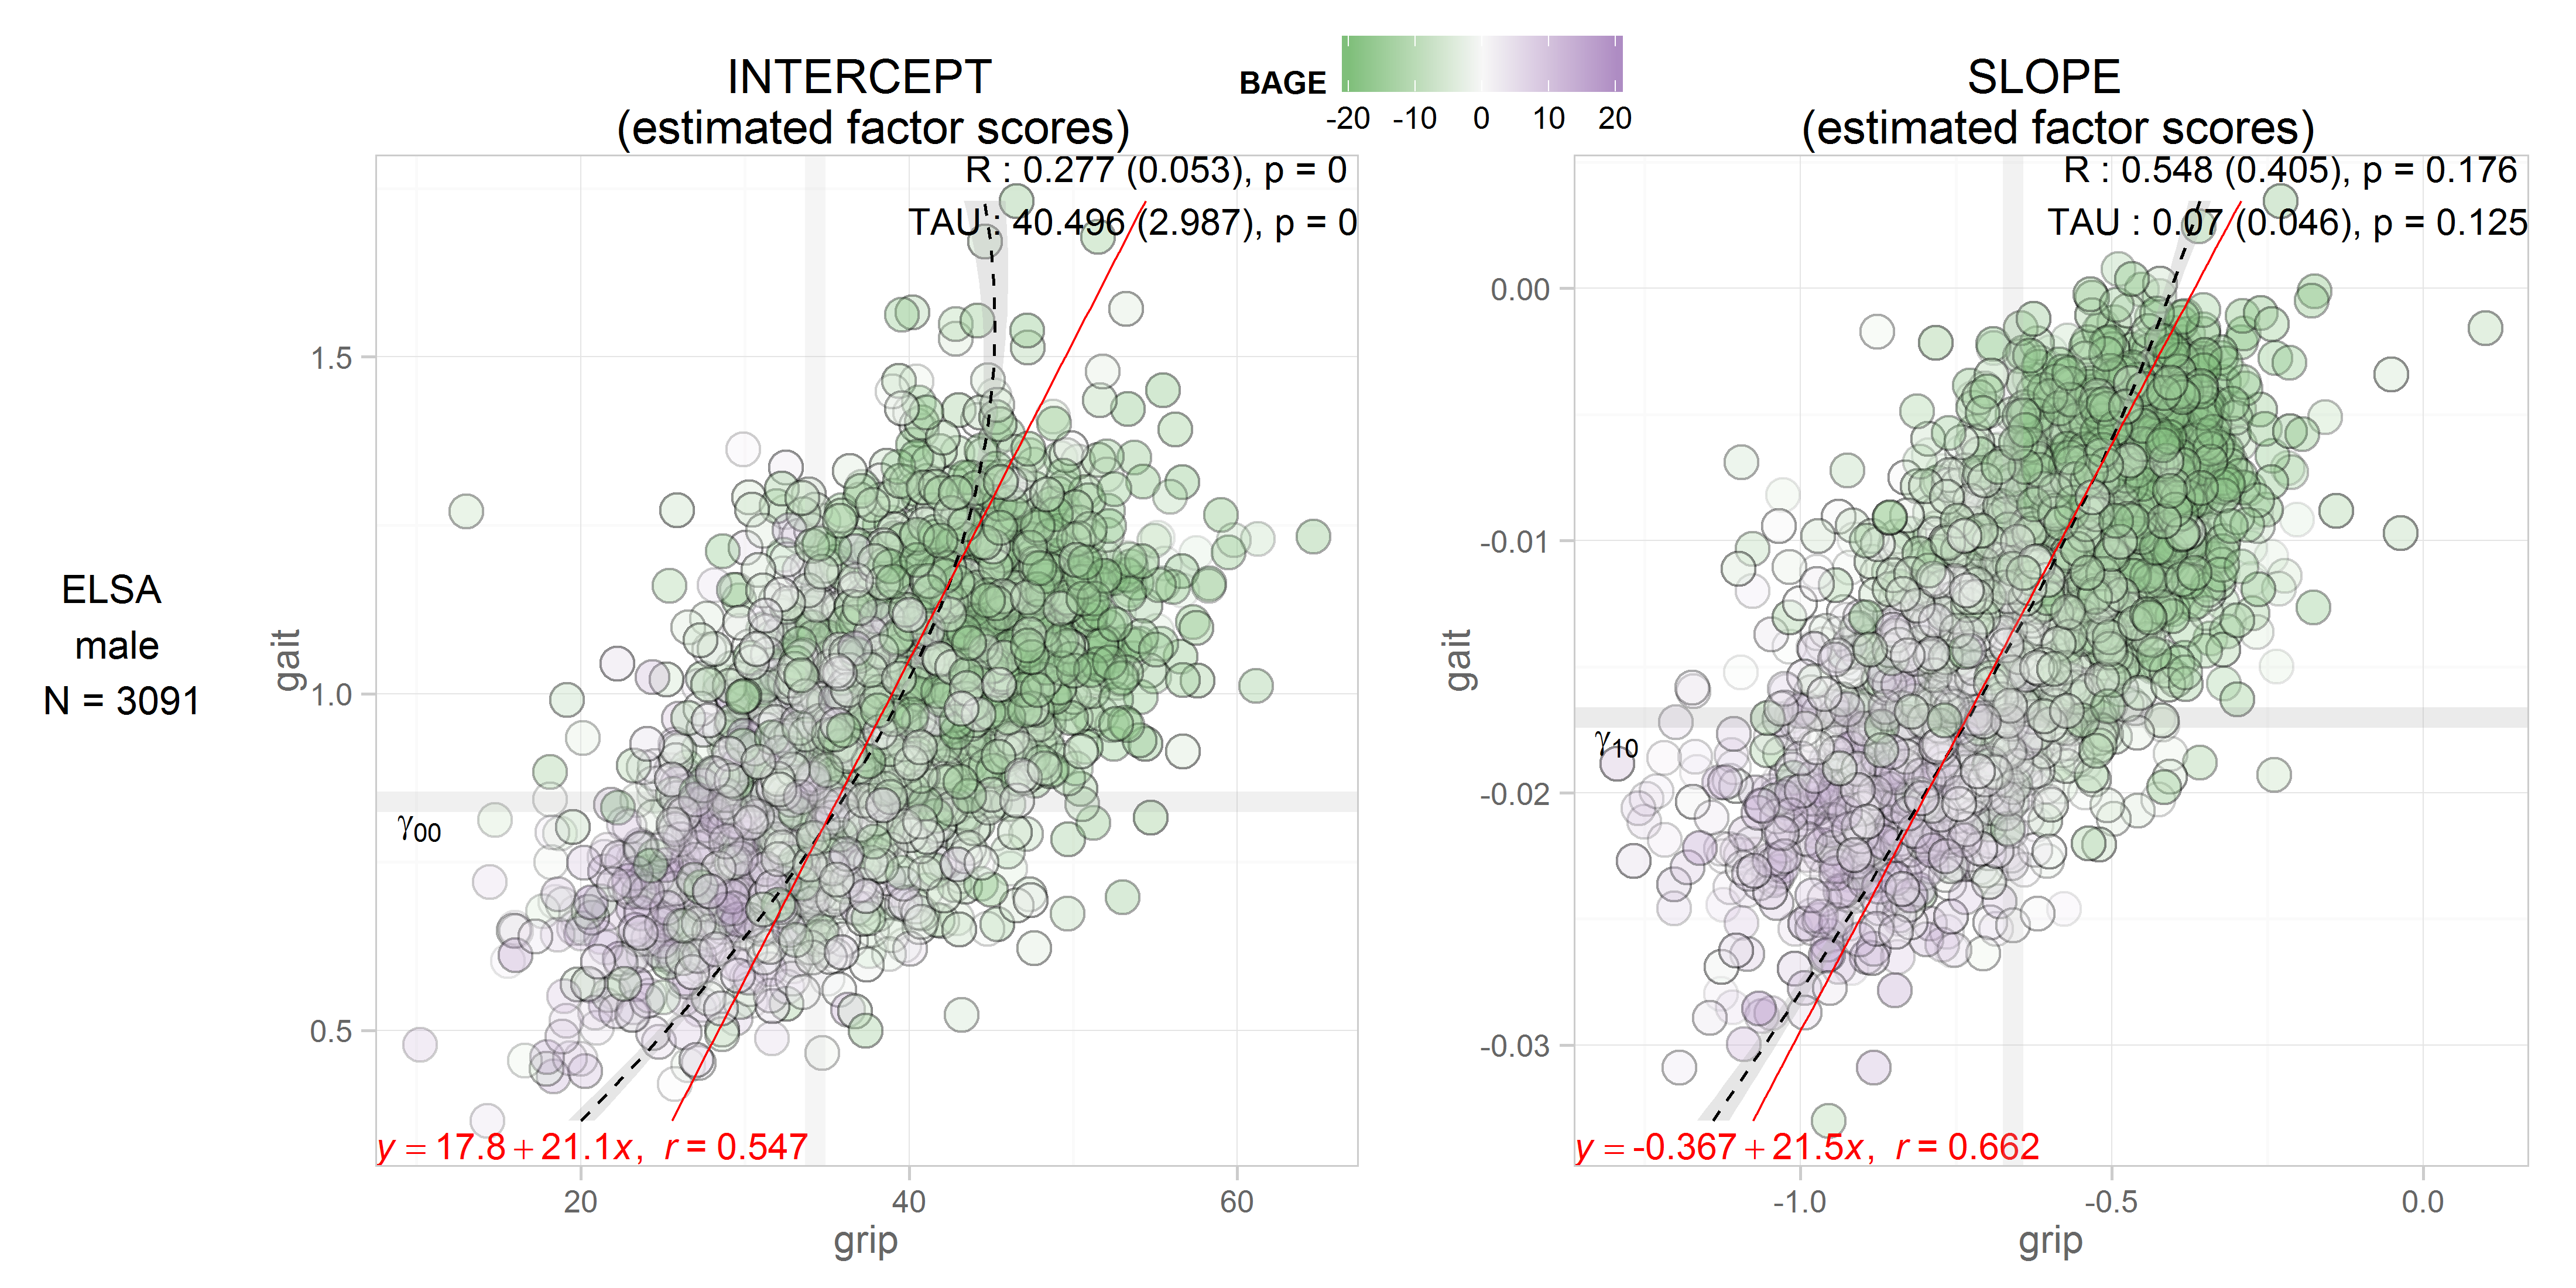 BAGE
-20 -10 0 10 20
INTERCEPT
(estimated factor scores)
SLOPE
(estimated factor scores)
ELSA
male
N = 3091
R : 0.277 (0.053), p = 0
TAU : 40.496 (2.987), p = 0
1.5
1.0
0.5
gait
γ00
y = 17.8 + 21.1x, r = 0.547
20 40 60
grip
R : 0.548 (0.405), p = 0.176
TAU : 0.07 (0.046), p = 0.125
0.00
-0.01
-0.02
-0.03
gait
γ10
y = -0.367 + 21.5x, r = 0.662
-1.0 -0.5 0.0
grip